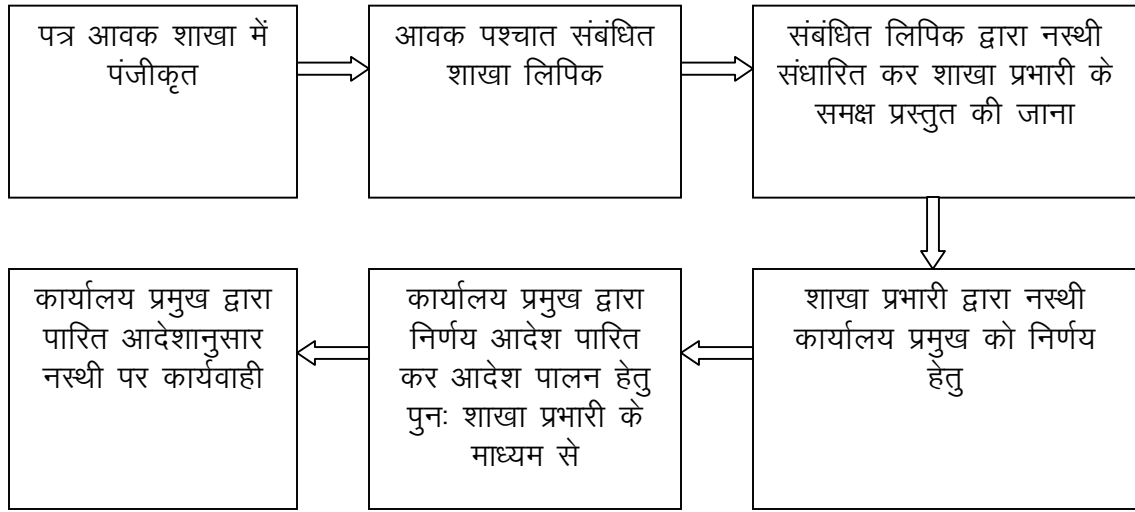 पत्र आवक शाखा में
पंजीकृत
आवक पश्चात संबंधित
शाखा लिपिक
संबंधित लिपिक द्वारा नस्थी
संधारित कर शाखा प्रभारी के
समक्ष प्रस्तुत की जाना
शाखा प्रभारी द्वारा नस्थी
कार्यालय प्रमुख को निर्णय
हेतु
कार्यालय प्रमुख द्वारा
निर्णय आदेश पारित
कर आदेश पालन हेतु
पुनः शाखा प्रभारी के
माध्यम से
कार्यालय प्रमुख द्वारा
पारित आदेशानुसार
नस्थी पर कार्यवाही